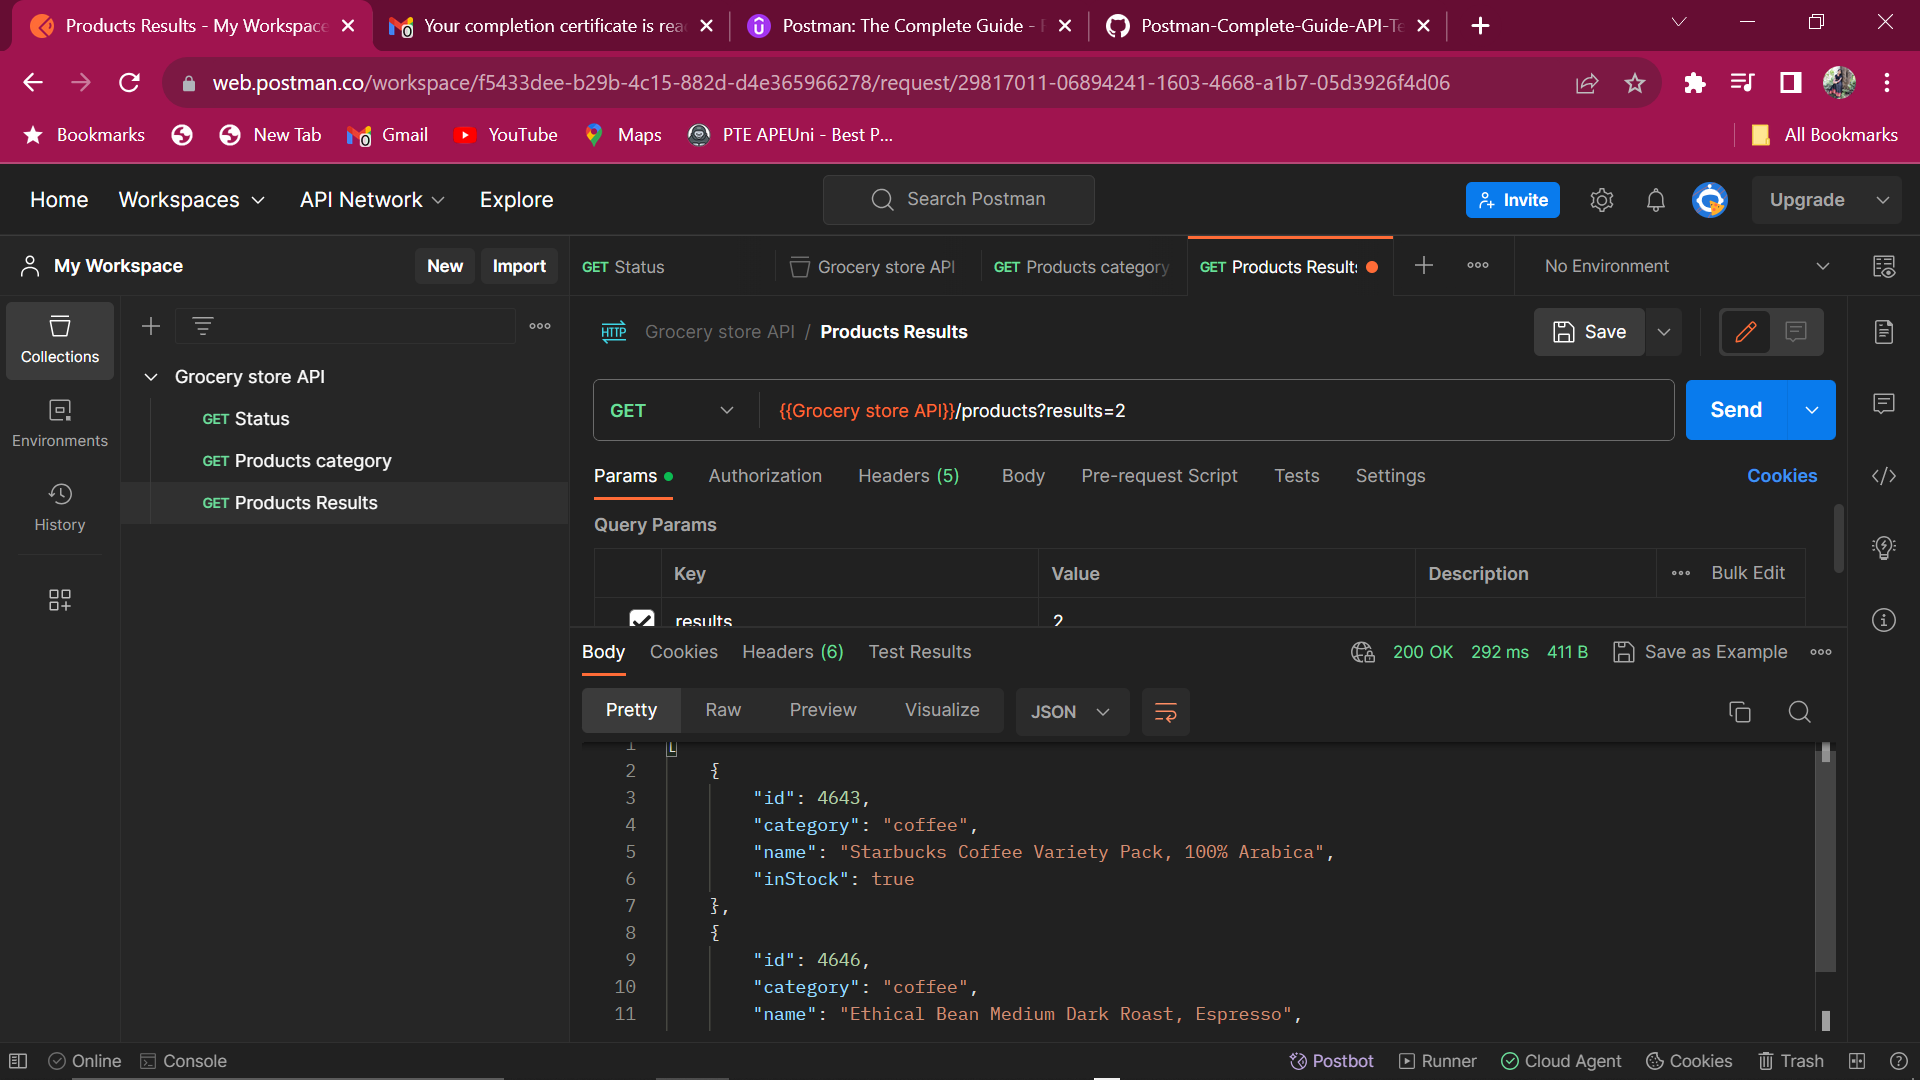 Products Results - My Workspace
Your completion certificate is rea
Postman: The Complete Guide -
Postman-Complete-Guide-API-Te
web.postman.co/workspace/f5433dee-b29b-4c15-882d-d4e365966278/request/29817011-06894241-1603-4668-a1b7-05d3926f4d06
Bookmarks
New Tab
Gmail
YouTube
Maps
PTE APEUni - Best P...
All Bookmarks
Home
Workspaces
API Network
Explore
Search Postman
Invite
Upgrade
My Workspace
New
Import
GET Status
Grocery store API
GET Products category
GET Products Result
No Environment
Collections
Environments
History
Grocery store API
GET Status
GET Products category
GET Products Results
HTTP
Grocery store API / Products Results
Save
GET
{{Grocery store API}}/products?results=2
Send
Params
Authorization
Headers (5)
Body
Pre-request Script
Tests
Settings
Cookies
Query Params
Key
Value
Description
Bulk Edit
results
2
Body
Cookies
Headers (6)
Test Results
200 OK
292 ms
411 B
Save as Example
Pretty
Raw
Preview
Visualize
JSON
1 [
2 {
3 "id": 4643,
4 "category": "coffee",
5 "name": "Starbucks Coffee Variety Pack, 100% Arabica",
6 "inStock": true
7 },
8 {
9 "id": 4646,
10 "category": "coffee",
11 "name": "Ethical Bean Medium Dark Roast, Espresso",
Online
Console
Postbot
Runner
Cloud Agent
Cookies
Trash